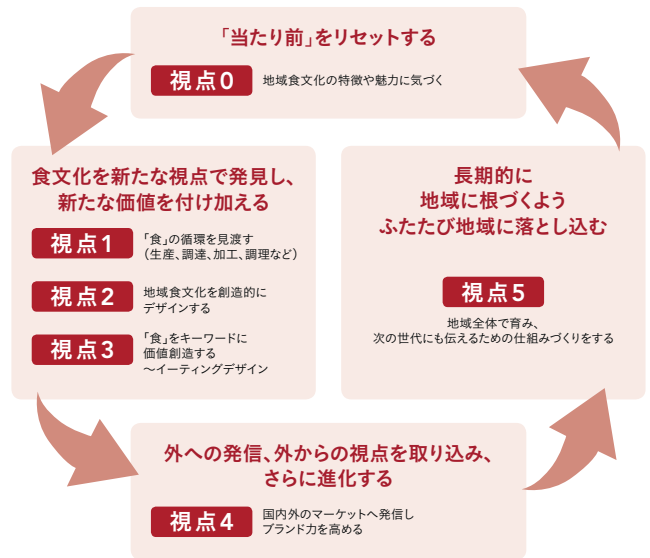 「当たり前」をリセットする
視点0 地域食文化の特徴や魅力に気づく
食文化を新たな視点で発見し、
新たな価値を付け加える
視点1 「食」の循環を見渡す
（生産、調達、加工、調理など）
視点2 地域食文化を創造的に
デザインする
視点3 「食」をキーワードに
価値創造する
〜イーティングデザイン
外への発信、外からの視点を取り込み、
さらに進化する
視点4 国内外のマーケットへ発信し
ブランド力を高める
長期的に
地域に根づくよう
ふたたび地域に落とし込む
視点5
地域全体で育み、
次の世代にも伝えるための仕組みづくりをする